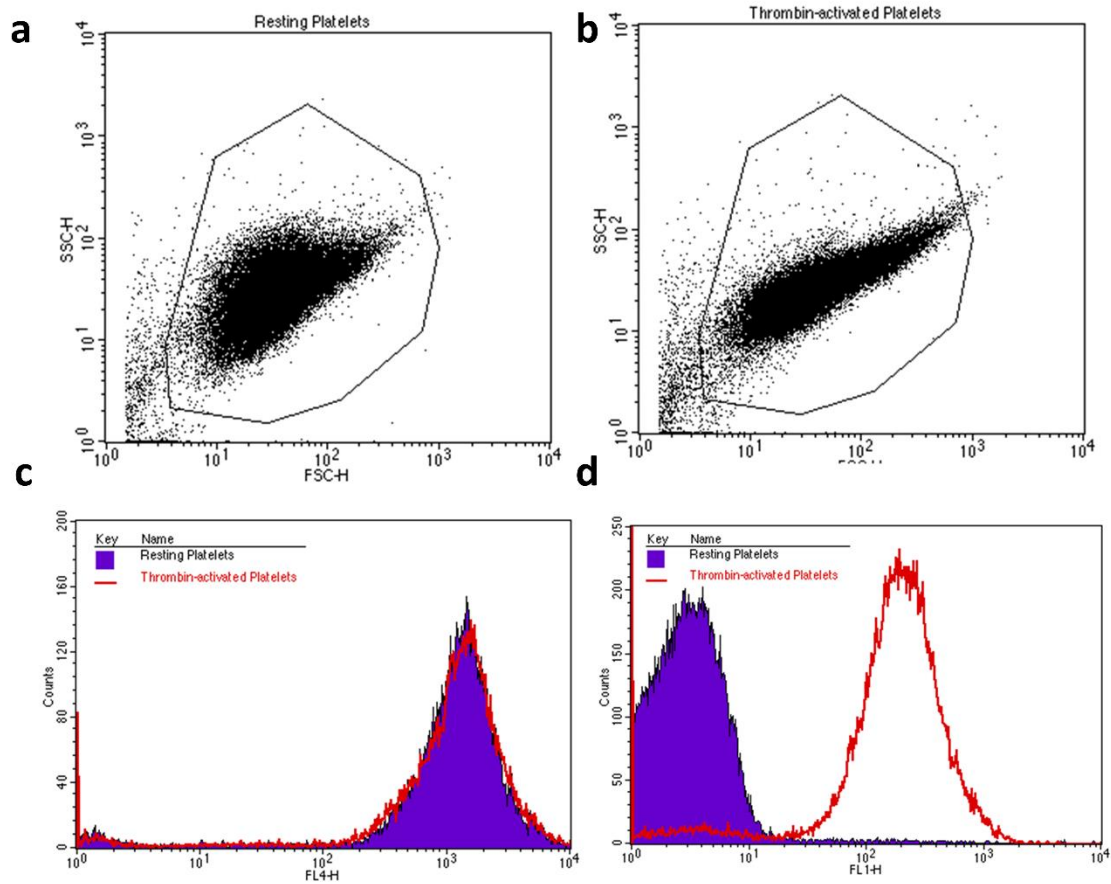 a
Resting Platelets
10^4
10^3
10^2
10^1
10^0
SSC-H
10^0 10^1 10^2 10^3 10^4
FSC-H
b
Thrombin-activated Platelets
10^4
10^3
10^2
10^1
10^0
SSC-H
10^0 10^1 10^2 10^3 10^4
c
200
160
120
80
40
0
Counts
Key Name
Resting Platelets
Thrombin-activated Platelets
10^0 10^1 10^2 10^3 10^4
FL4-H
d
250
200
150
100
50
0
Counts
Key Name
Resting Platelets
Thrombin-activated Platelets
10^0 10^1 10^2 10^3 10^4
FL1-H